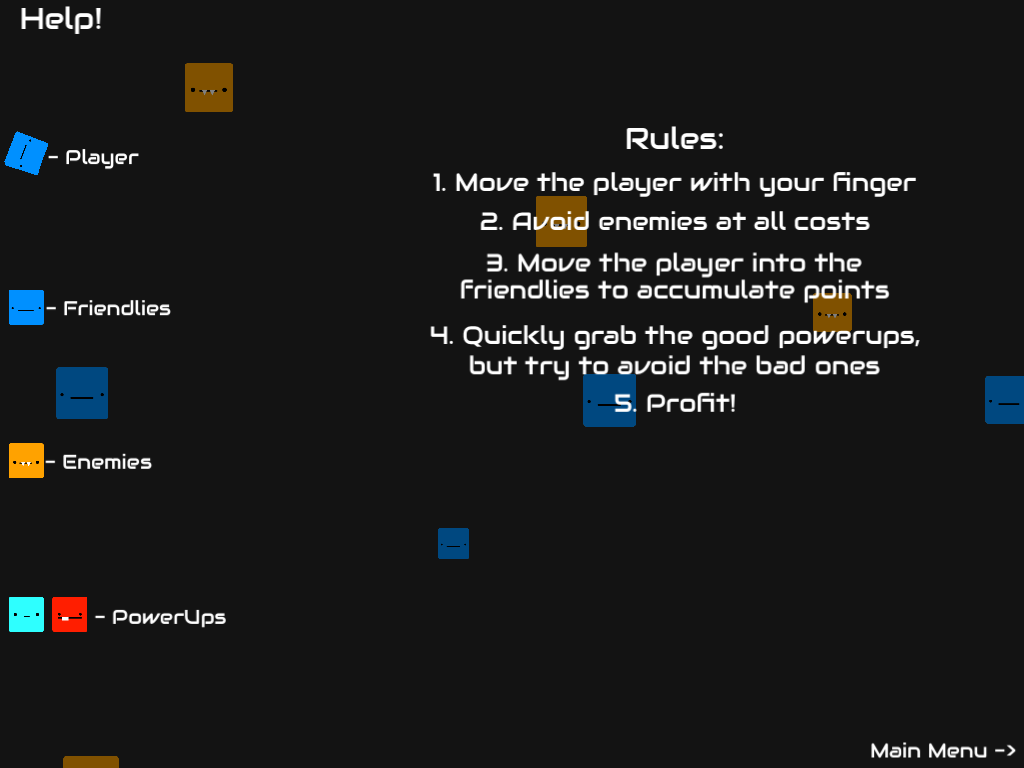 Help!
- Player
- Friendlies
- Enemies
- PowerUps
Rules:
1. Move the player with your finger
2. Avoid enemies at all costs
3. Move the player into the
friendlies to accumulate points
4. Quickly grab the good powerups,
but try to avoid the bad ones
5. Profit!
Main Menu ->